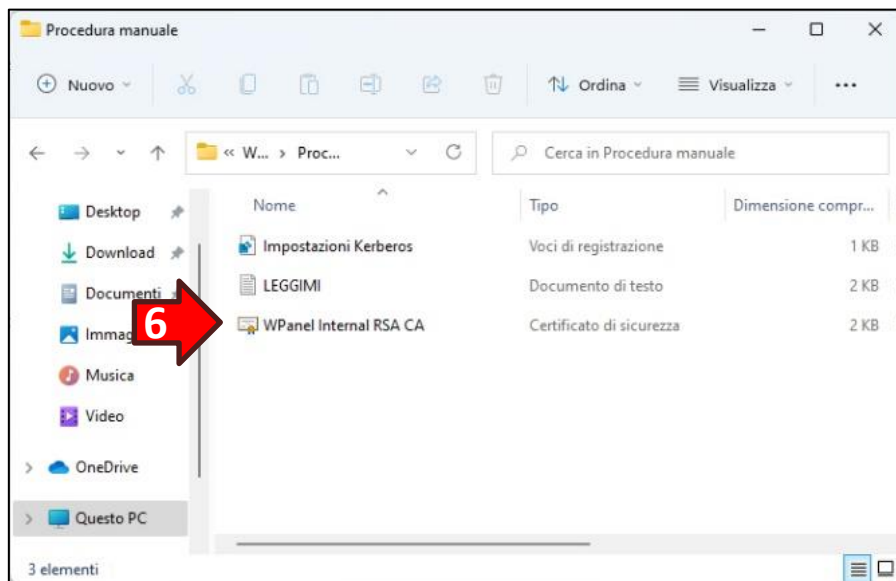 Procedura manuale
Nuovo Ordina Visualizza
« W... > Proc... Cerca in Procedura manuale
Nome Tipo Dimensione compr...
Desktop
Download
Documenti
Musica
Video
OneDrive
Questo PC
Impostazioni Kerberos Voci di registrazione 1 KB
LEGGIMI Documento di testo 2 KB
6 WPanel Internal RSA CA Certificato di sicurezza 2 KB
3 elementi